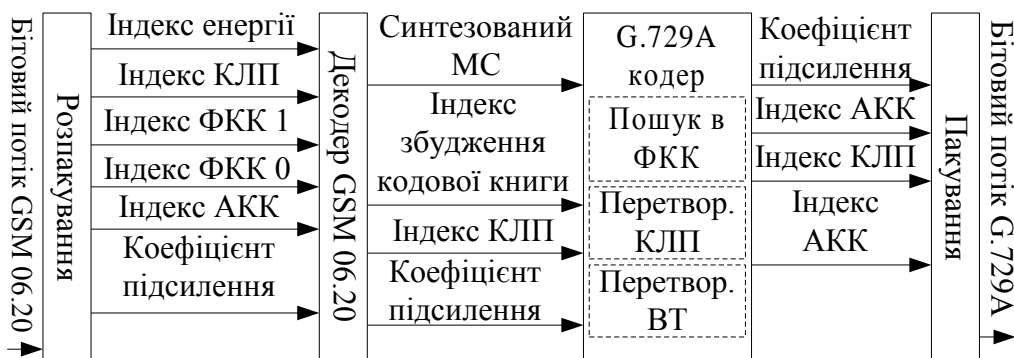 Бітовий потік GSM 06.20
Розпакування
Індекс енергії
Індекс КЛП
Індекс ФКК 1
Індекс ФКК 0
Індекс АКК
Коефіцієнт
підсилення
Декодер GSM 06.20
Синтезований
МС
Індекс
збудження
кодової книги
Індекс КЛП
Коефіцієнт
підсилення
G.729A
кодер
Пошук в
ФКК
Перетвор.
КЛП
Перетвор.
ВТ
Коефіцієнт
підсилення
Індекс АКК
Індекс КЛП
Індекс
АКК
Пакування
Бітовий потік G.729A